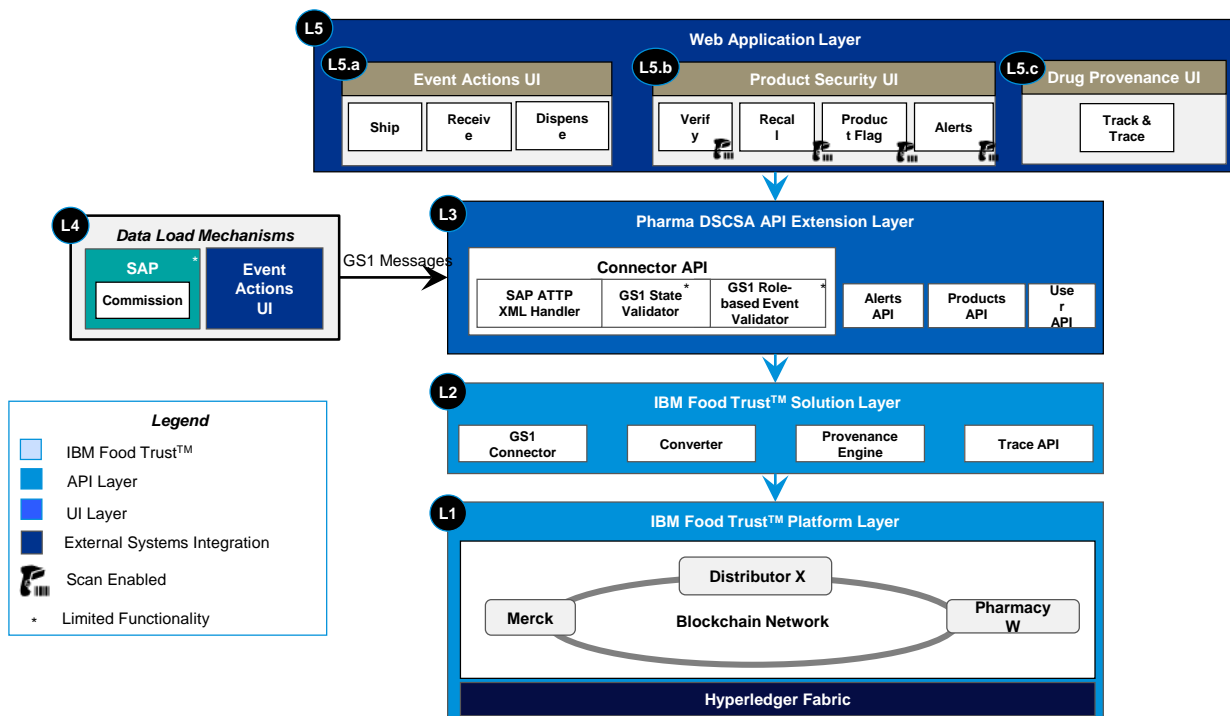 L5
Web Application Layer
L5.a
Event Actions UI
Ship
Receiv
e
Dispens
e
L5.b
Product Security UI
Verif
y
Recal
l
Produc
t Flag
Alerts
L5.c
Drug Provenance UI
Track &
Trace
L4
Data Load Mechanisms
SAP
*
Commission
Event
Actions
UI
GS1 Messages
L3
Pharma DSCSA API Extension Layer
Connector API
SAP ATTP
XML Handler
GS1 State
Validator
*
GS1 Role-
based Event
Validator
*
Alerts
API
Products
API
Use
r
API
L2
IBM Food Trust™ Solution Layer
GS1
Connector
Converter
Provenance
Engine
Trace API
Legend
IBM Food Trust™
API Layer
UI Layer
External Systems Integration
Scan Enabled
* Limited Functionality
L1
IBM Food Trust™ Platform Layer
Distributor X
Merck
Blockchain Network
Pharmacy
W
Hyperledger Fabric